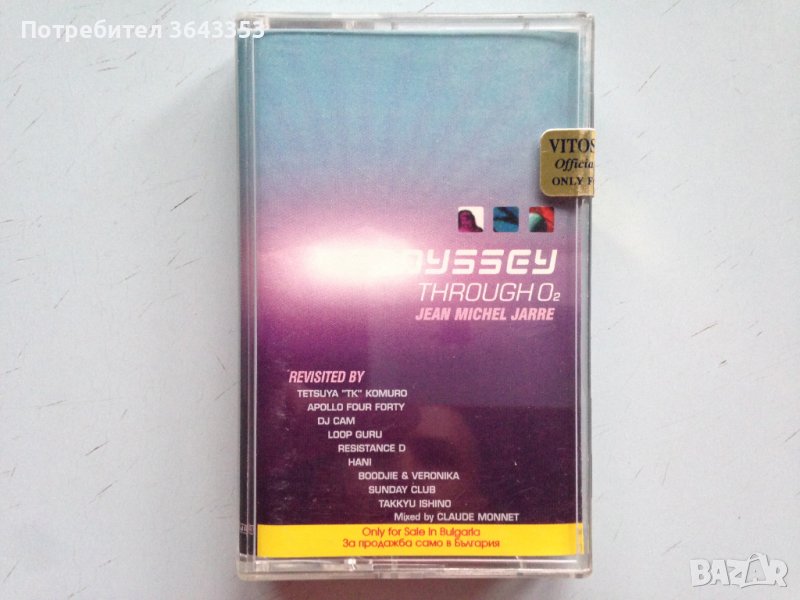 Потребител 3643353
VITOS
Officia
ONLY F
YSSEY
THROUGH O₂
JEAN MICHEL JARRE
REVISITED BY
TETSUYA "TK" KOMURO
APOLLO FOUR FORTY
DJ CAM
LOOP GURU
RESISTANCE D
HANI
BOODJIE & VERONIKA
SUNDAY CLUB
TAKKYU ISHINO
Mixed by CLAUDE MONNET
Only for Sale in Bulgaria
За продажба само в България
BAZAR